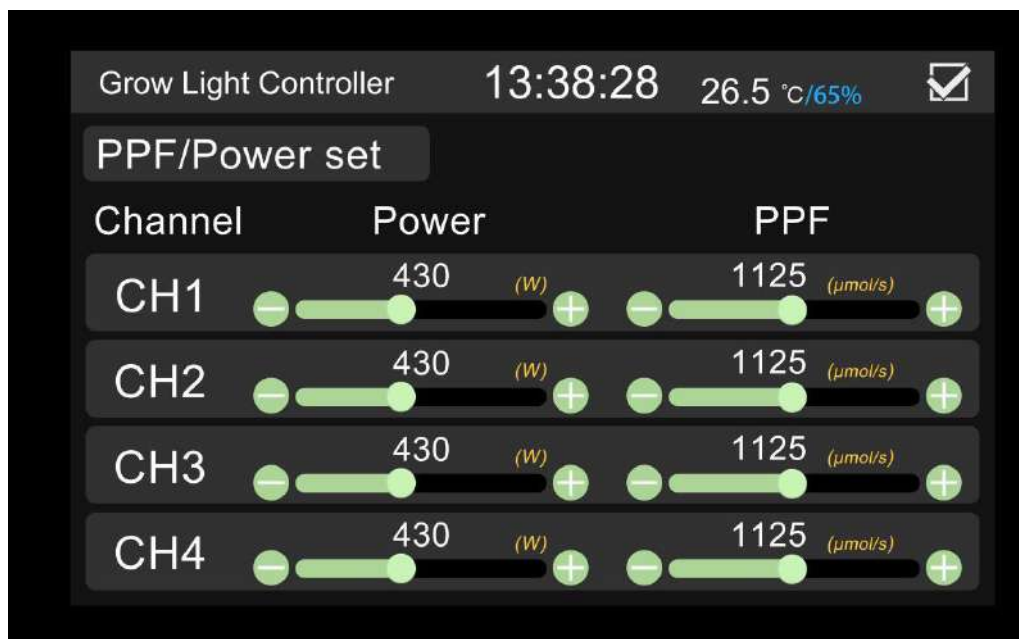 Grow Light Controller 13:38:28 26.5 °C/65%
PPF/Power set
Channel Power PPF
CH1 430 (W) 1125 (μmol/s)
CH2 430 (W) 1125 (μmol/s)
CH3 430 (W) 1125 (μmol/s)
CH4 430 (W) 1125 (μmol/s)